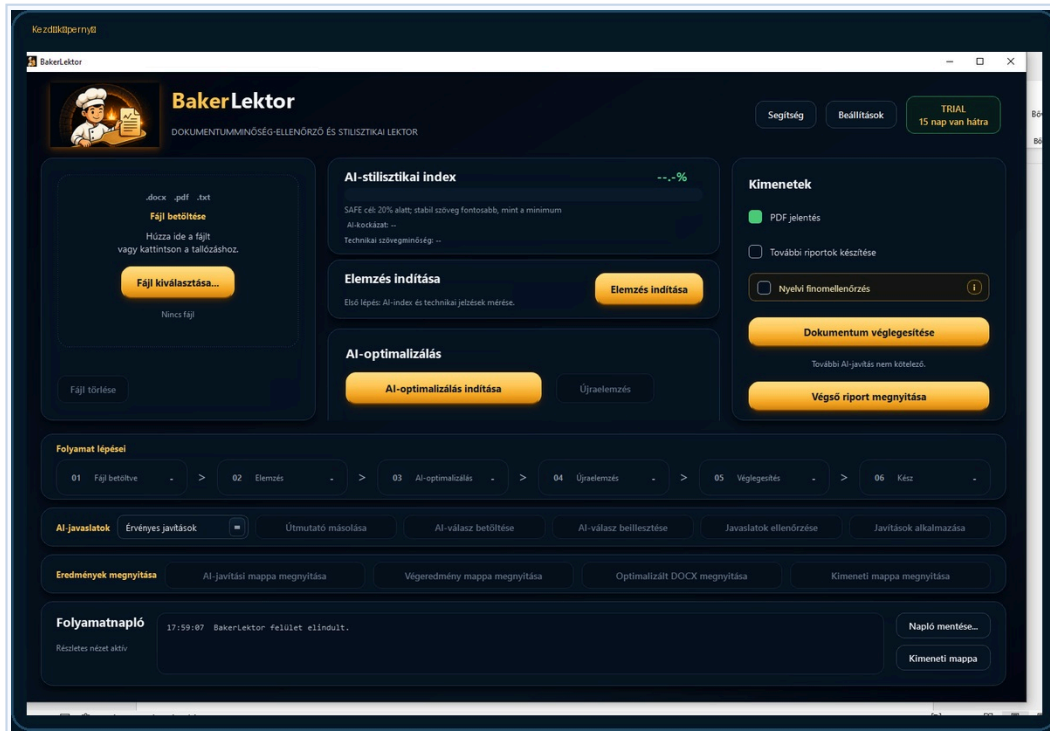 BakerLektor
BakerLektor
DOKUMENTUMMINŐSÉG-ELLENŐRZŐ ÉS STILISZTIKAI LEKTOR
Segítség
Beállítások
TRIAL
15 nap van hátra
.docx .pdf .txt
Fájl betöltése
Húzza ide a fájlt
vagy kattintson a tallózáshoz.
Fájl kiválasztása...
Nincs fájl
Fájl törlése
AI-stilisztikai index
--.-%
SAFE cél: 20% alatt; stabil szöveg fontosabb, mint a minimum
AI-kockázat: --
Technikai szövegminőség: --
Elemzés indítása
Első lépés: AI-index és technikai jelzések mérése.
Elemzés indítása
AI-optimalizálás
AI-optimalizálás indítása
Újraelemzés
Kimenetek
PDF jelentés
További riportok készítése
Nyelvi finomellenőrzés
i
Dokumentum véglegesítése
További AI-javítás nem kötelező.
Végső riport megnyitása
Folyamat lépései
01 Fájl betöltve - > 02 Elemzés - > 03 AI-optimalizálás - > 04 Újraelemzés - > 05 Véglegesítés - > 06 Kész -
AI-javaslatok Érvényes javítások Útmutató másolása AI-válasz betöltése AI-válasz beillesztése Javaslatok ellenőrzése Javítások alkalmazása
Eredmények megnyitása AI-javítási mappa megnyitása Végeredmény mappa megnyitása Optimalizált DOCX megnyitása Kimeneti mappa megnyitása
Folyamatnapló
Részletes nézet aktív
17:59:07 BakerLektor felület elindult.
Napló mentése...
Kimeneti mappa